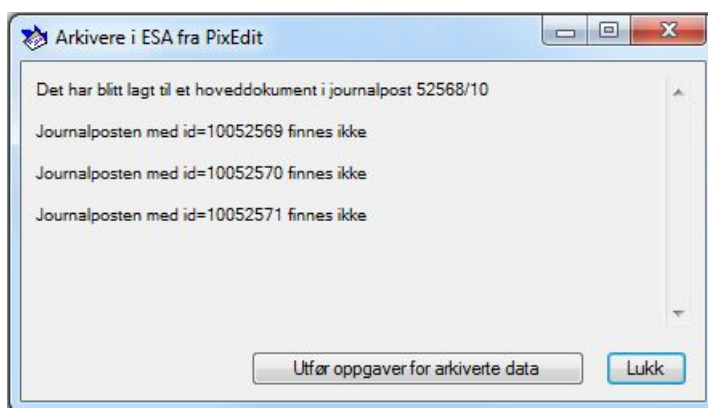 Arkivere i ESA fra PixEdit
Det har blitt lagt til et hoveddokument i journalpost 52568/10
Journalposten med id=10052569 finnes ikke
Journalposten med id=10052570 finnes ikke
Journalposten med id=10052571 finnes ikke
Utfør oppgaver for arkiverte data
Lukk